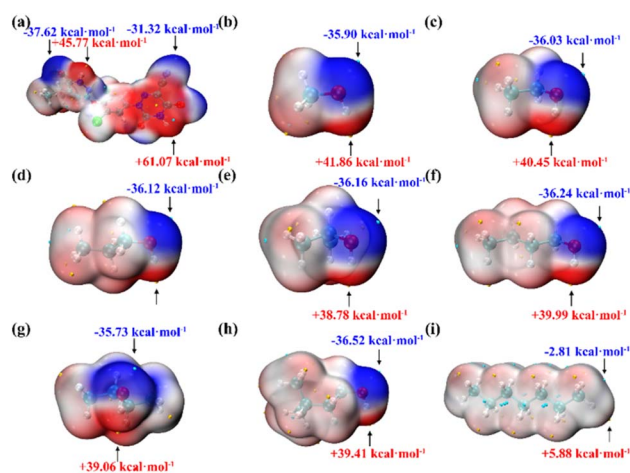 (a)
-37.62 kcal·mol⁻¹
+45.77 kcal·mol⁻¹
-31.32 kcal·mol⁻¹
+61.07 kcal·mol⁻¹
(b)
-35.90 kcal·mol⁻¹
+41.86 kcal·mol⁻¹
(c)
-36.03 kcal·mol⁻¹
+40.45 kcal·mol⁻¹
(d)
-36.12 kcal·mol⁻¹
(e)
-36.16 kcal·mol⁻¹
+38.78 kcal·mol⁻¹
(f)
-36.24 kcal·mol⁻¹
+39.99 kcal·mol⁻¹
(g)
-35.73 kcal·mol⁻¹
+39.06 kcal·mol⁻¹
(h)
-36.52 kcal·mol⁻¹
+39.41 kcal·mol⁻¹
(i)
-2.81 kcal·mol⁻¹
+5.88 kcal·mol⁻¹